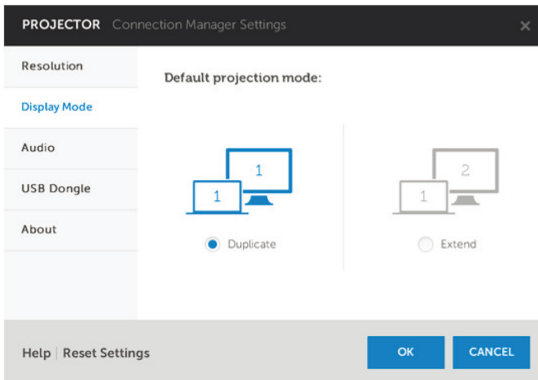 PROJECTOR Connection Manager Settings ×
Resolution
Default projection mode:
Display Mode
Audio
USB Dongle
About
1 1
1 2
Duplicate
Extend
Help | Reset Settings
OK
CANCEL